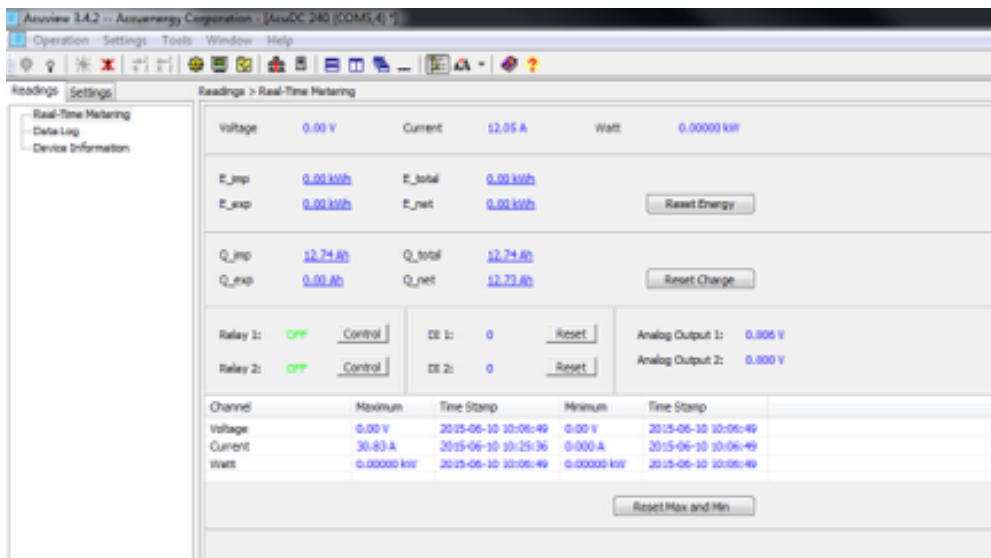 Acuview 3.4.2 -- Accuenergy Corporation - [AcuDC 240 (COM5,4) *]
Operation Settings Tools Window Help
Readings Settings
Readings > Real-Time Metering
Real-Time Metering
Data Log
Device Information
Voltage 0.00 V Current 12.05 A Watt 0.00000 kW
E_imp 0.00 kWh E_total 0.00 kWh
E_exp 0.00 kWh E_net 0.00 kWh Reset Energy
Q_imp 12.74 Ah Q_total 12.74 Ah
Q_exp 0.00 Ah Q_net 12.73 Ah Reset Charge
Relay 1: OFF Control DI 1: 0 Reset Analog Output 1: 0.006 V
Relay 2: OFF Control DI 2: 0 Reset Analog Output 2: 0.000 V
Channel Maximum Time Stamp Minimum Time Stamp
Voltage 0.00 V 2015-06-10 10:06:49 0.00 V 2015-06-10 10:06:49
Current 30.83 A 2015-06-10 10:25:36 0.000 A 2015-06-10 10:06:49
Watt 0.00000 kW 2015-06-10 10:06:49 0.00000 kW 2015-06-10 10:06:49
Reset Max and Min